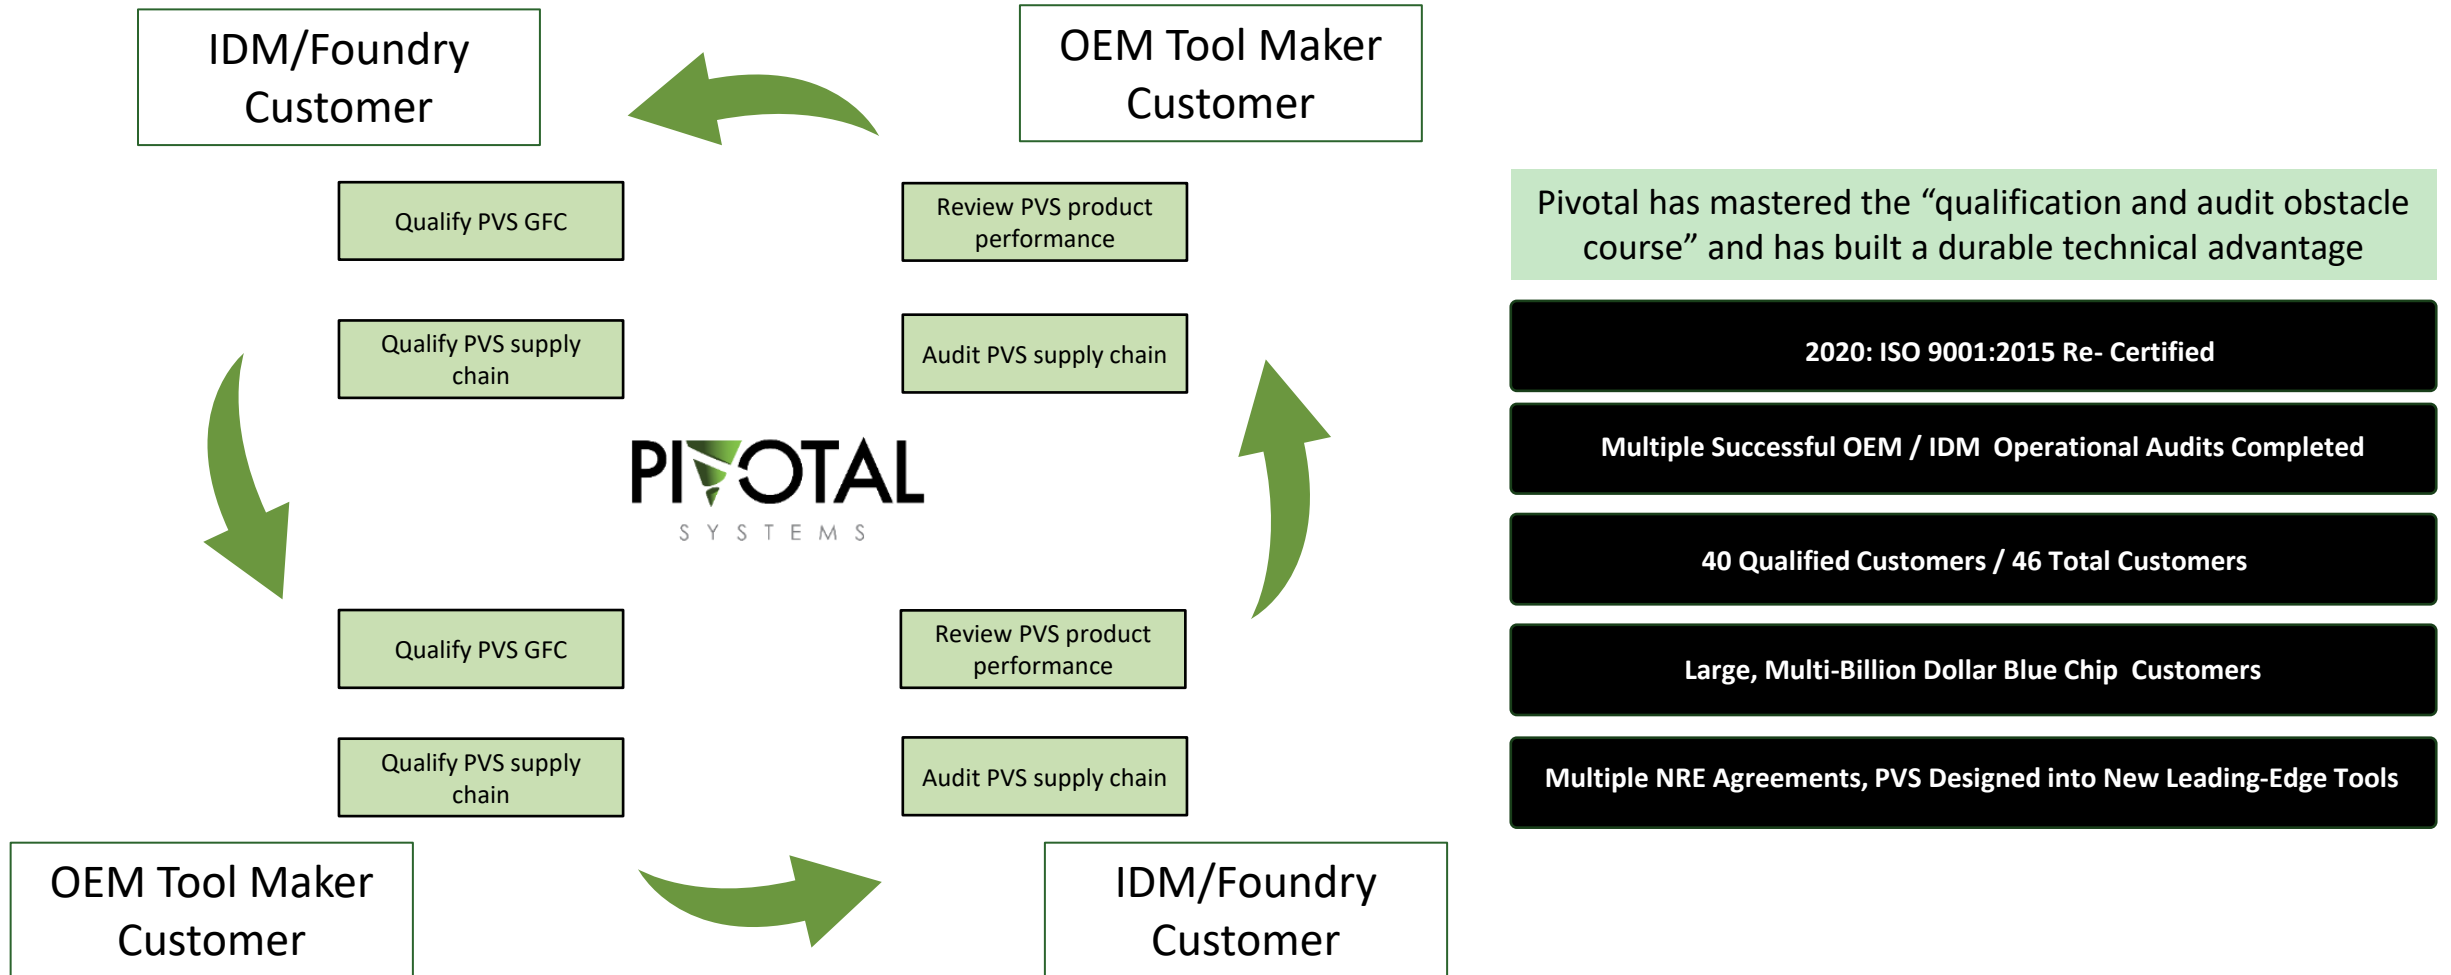 IDM/Foundry
Customer
OEM Tool Maker
Customer
Qualify PVS GFC
Review PVS product
performance
Qualify PVS supply
chain
Audit PVS supply chain
PIVOTAL
SYSTEMS
Qualify PVS GFC
Review PVS product
performance
Qualify PVS supply
chain
Audit PVS supply chain
OEM Tool Maker
Customer
IDM/Foundry
Customer
Pivotal has mastered the “qualification and audit obstacle
course” and has built a durable technical advantage
2020: ISO 9001:2015 Re- Certified
Multiple Successful OEM / IDM  Operational Audits Completed
40 Qualified Customers / 46 Total Customers
Large, Multi-Billion Dollar Blue Chip  Customers
Multiple NRE Agreements, PVS Designed into New Leading-Edge Tools